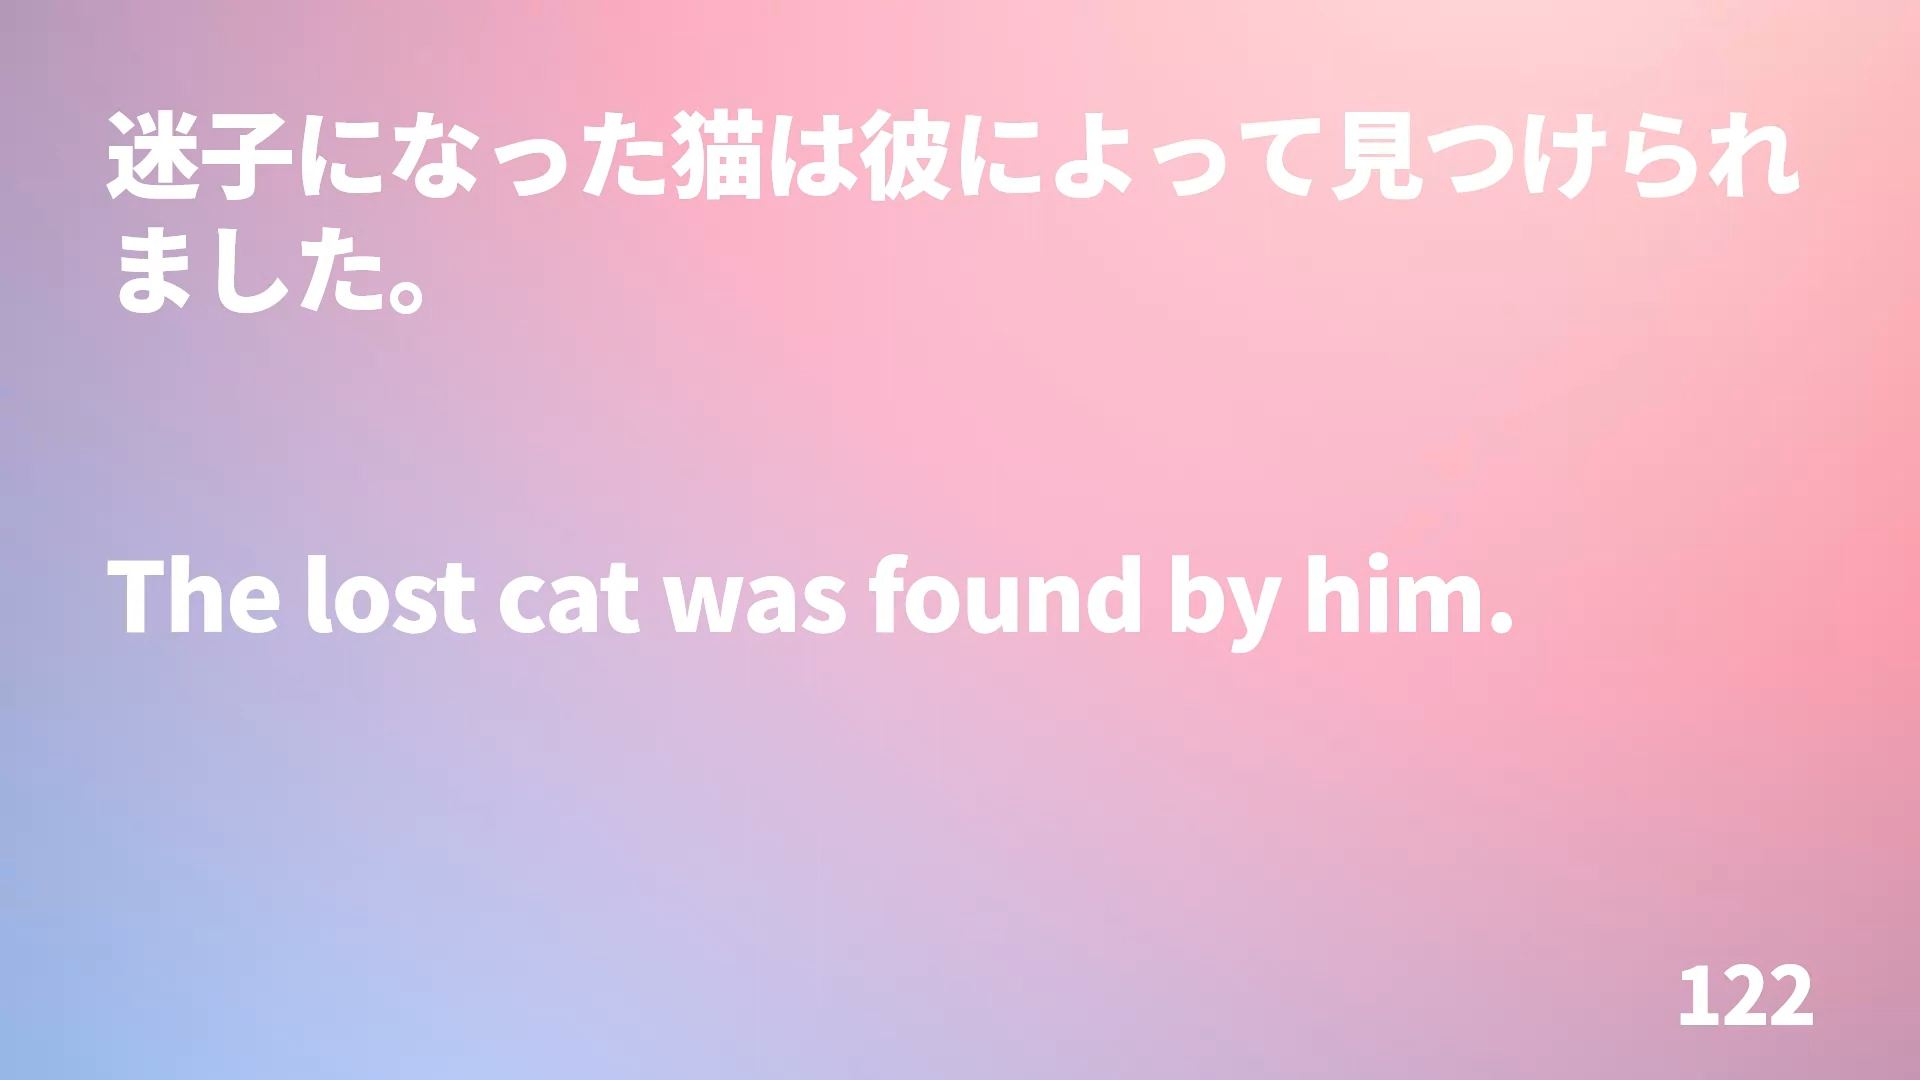 迷子になった猫は彼によって見つけられ
ました。
The lost cat was found by him.
122